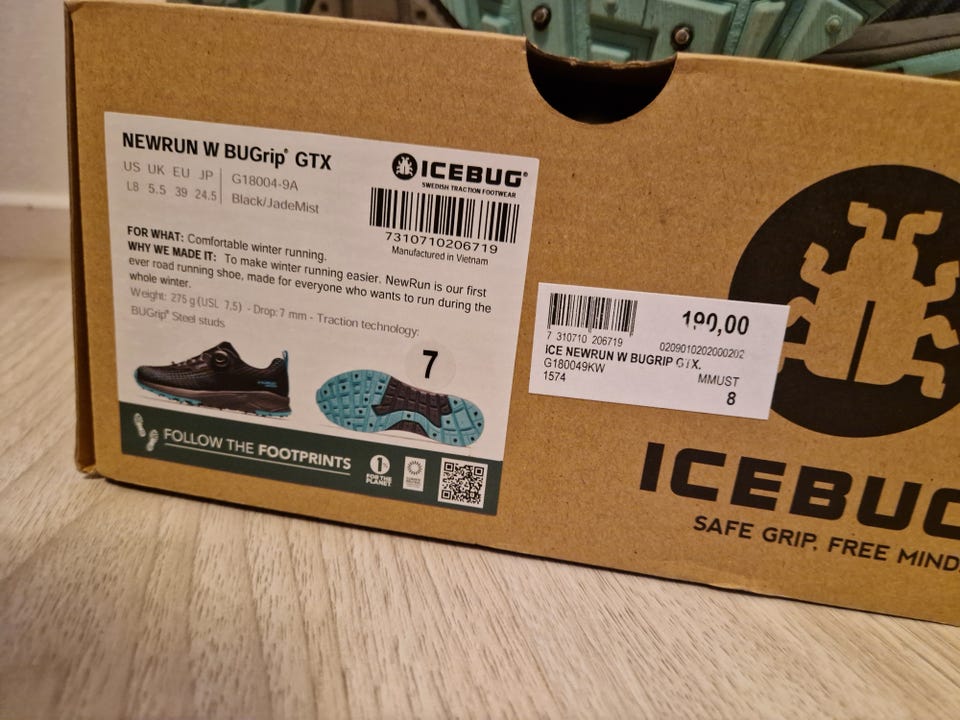 NEWRUN W BUGrip® GTX
US UK EU JP
L8 5.5 39 24.5
G18004-9A
Black/JadeMist
ICEBUG®
SWEDISH TRACTION FOOTWEAR
7310710206719
Manufactured in Vietnam
FOR WHAT: Comfortable winter running.
WHY WE MADE IT: To make winter running easier. NewRun is our first
ever road running shoe, made for everyone who wants to run during the
whole winter.
Weight: 275 g (USL 7,5) - Drop: 7 mm - Traction technology:
BUGrip® Steel studs
7
FOLLOW THE FOOTPRINTS
1%
FOR THE
PLANET
190,00
7 310710 206719
0209010202000202
ICE NEWRUN W BUGRIP GTX.
G180049KW
MMUST
1574
8
ICEBUG
SAFE GRIP, FREE MIND.